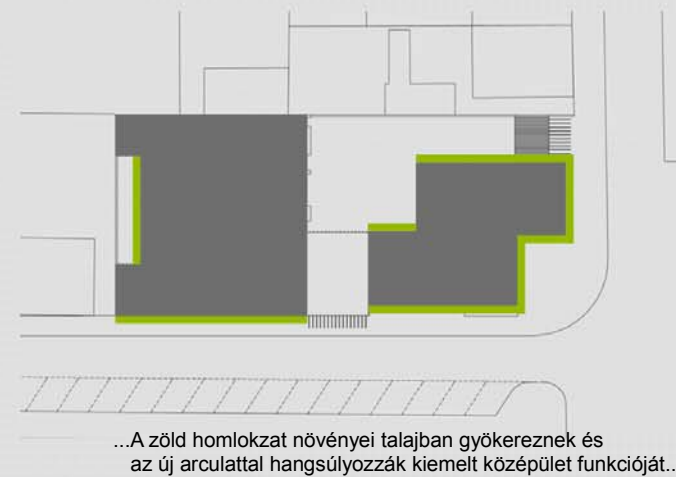 ...A zöld homlokzat növényei talajban gyökereznek és
az új arculattal hangsúlyozzák kiemelt középület funkcióját..